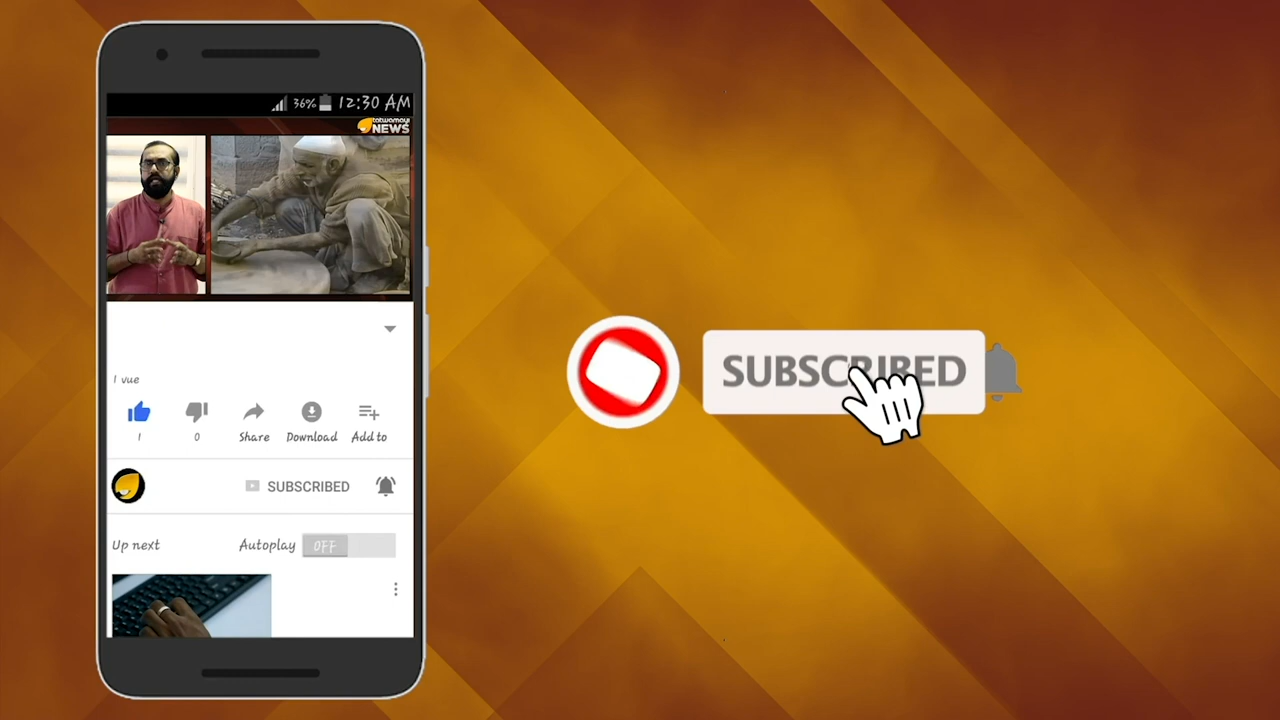 36% 12:30 AM
tatwamayi
NEWS
1 vue
1
0
Share
Download
Add to
SUBSCRIBED
Up next
Autoplay
OFF
SUBSCRIBED